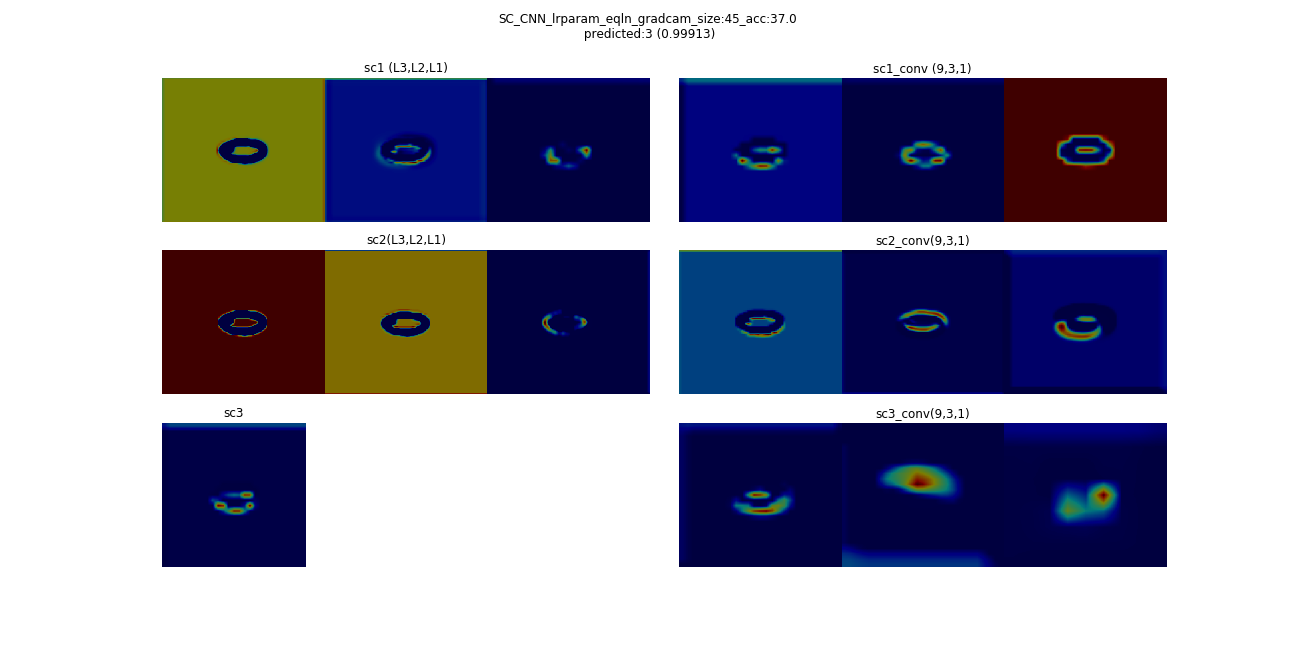 SC_CNN_lrparam_eqln_gradcam_size:45_acc:37.0
predicted:3 (0.99913)
sc1 (L3,L2,L1)
sc1_conv (9,3,1)
sc2(L3,L2,L1)
sc2_conv(9,3,1)
sc3
sc3_conv(9,3,1)